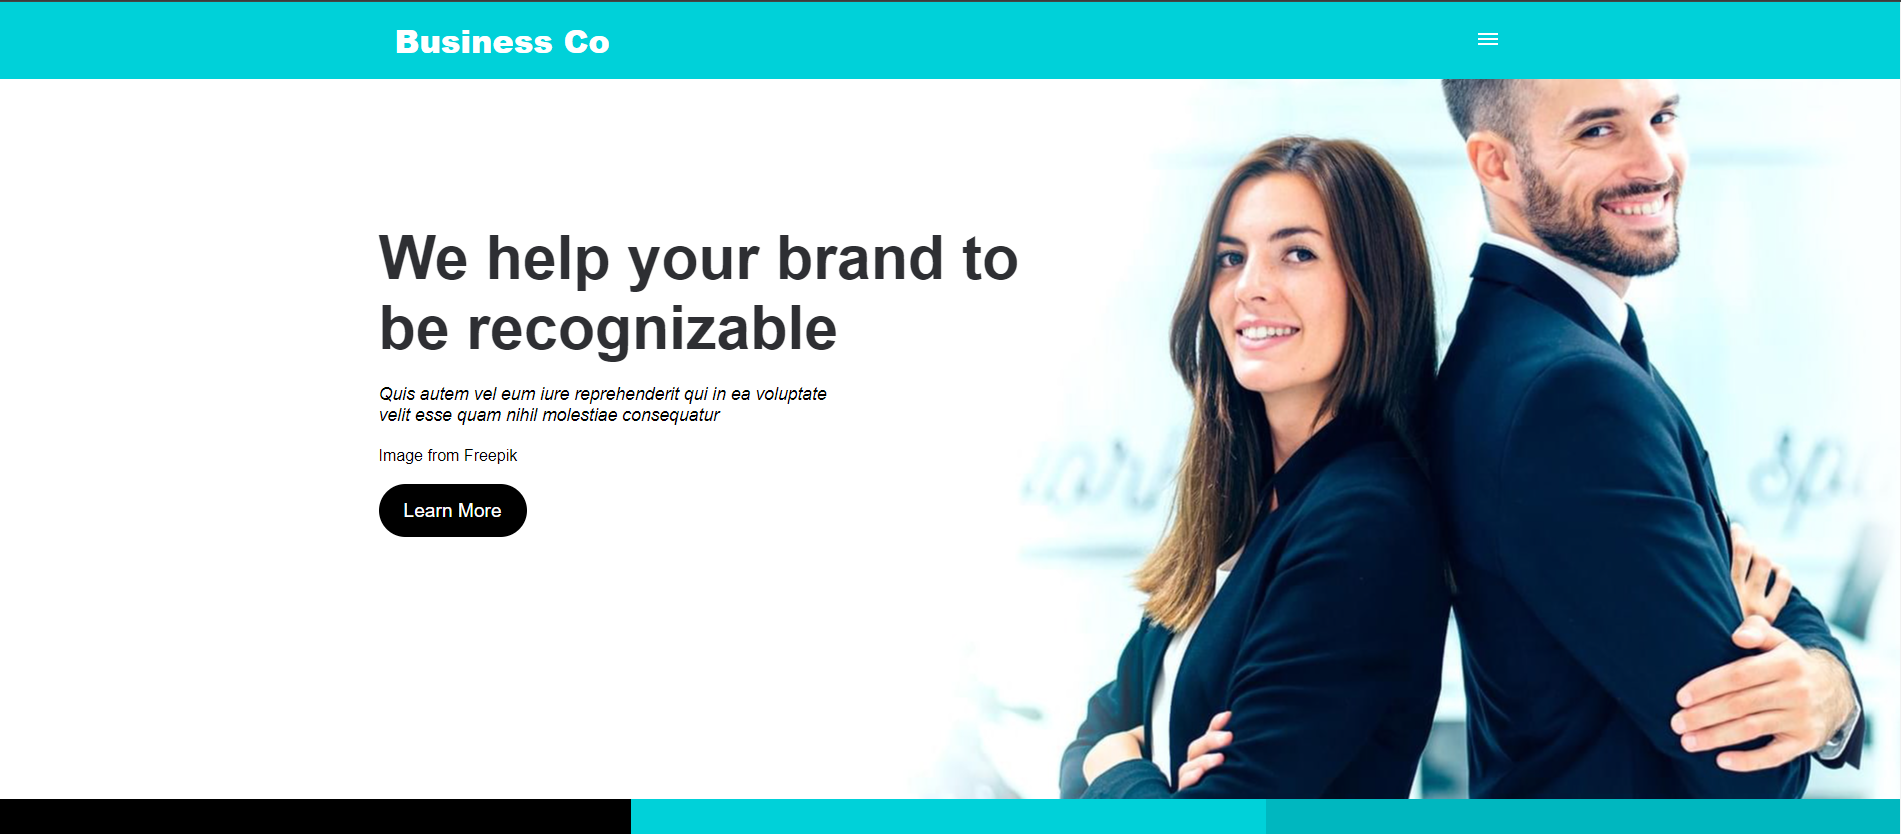 Business Co
We help your brand to
be recognizable
Quis autem vel eum iure reprehenderit qui in ea voluptate
velit esse quam nihil molestiae consequatur
Image from Freepik
Learn More